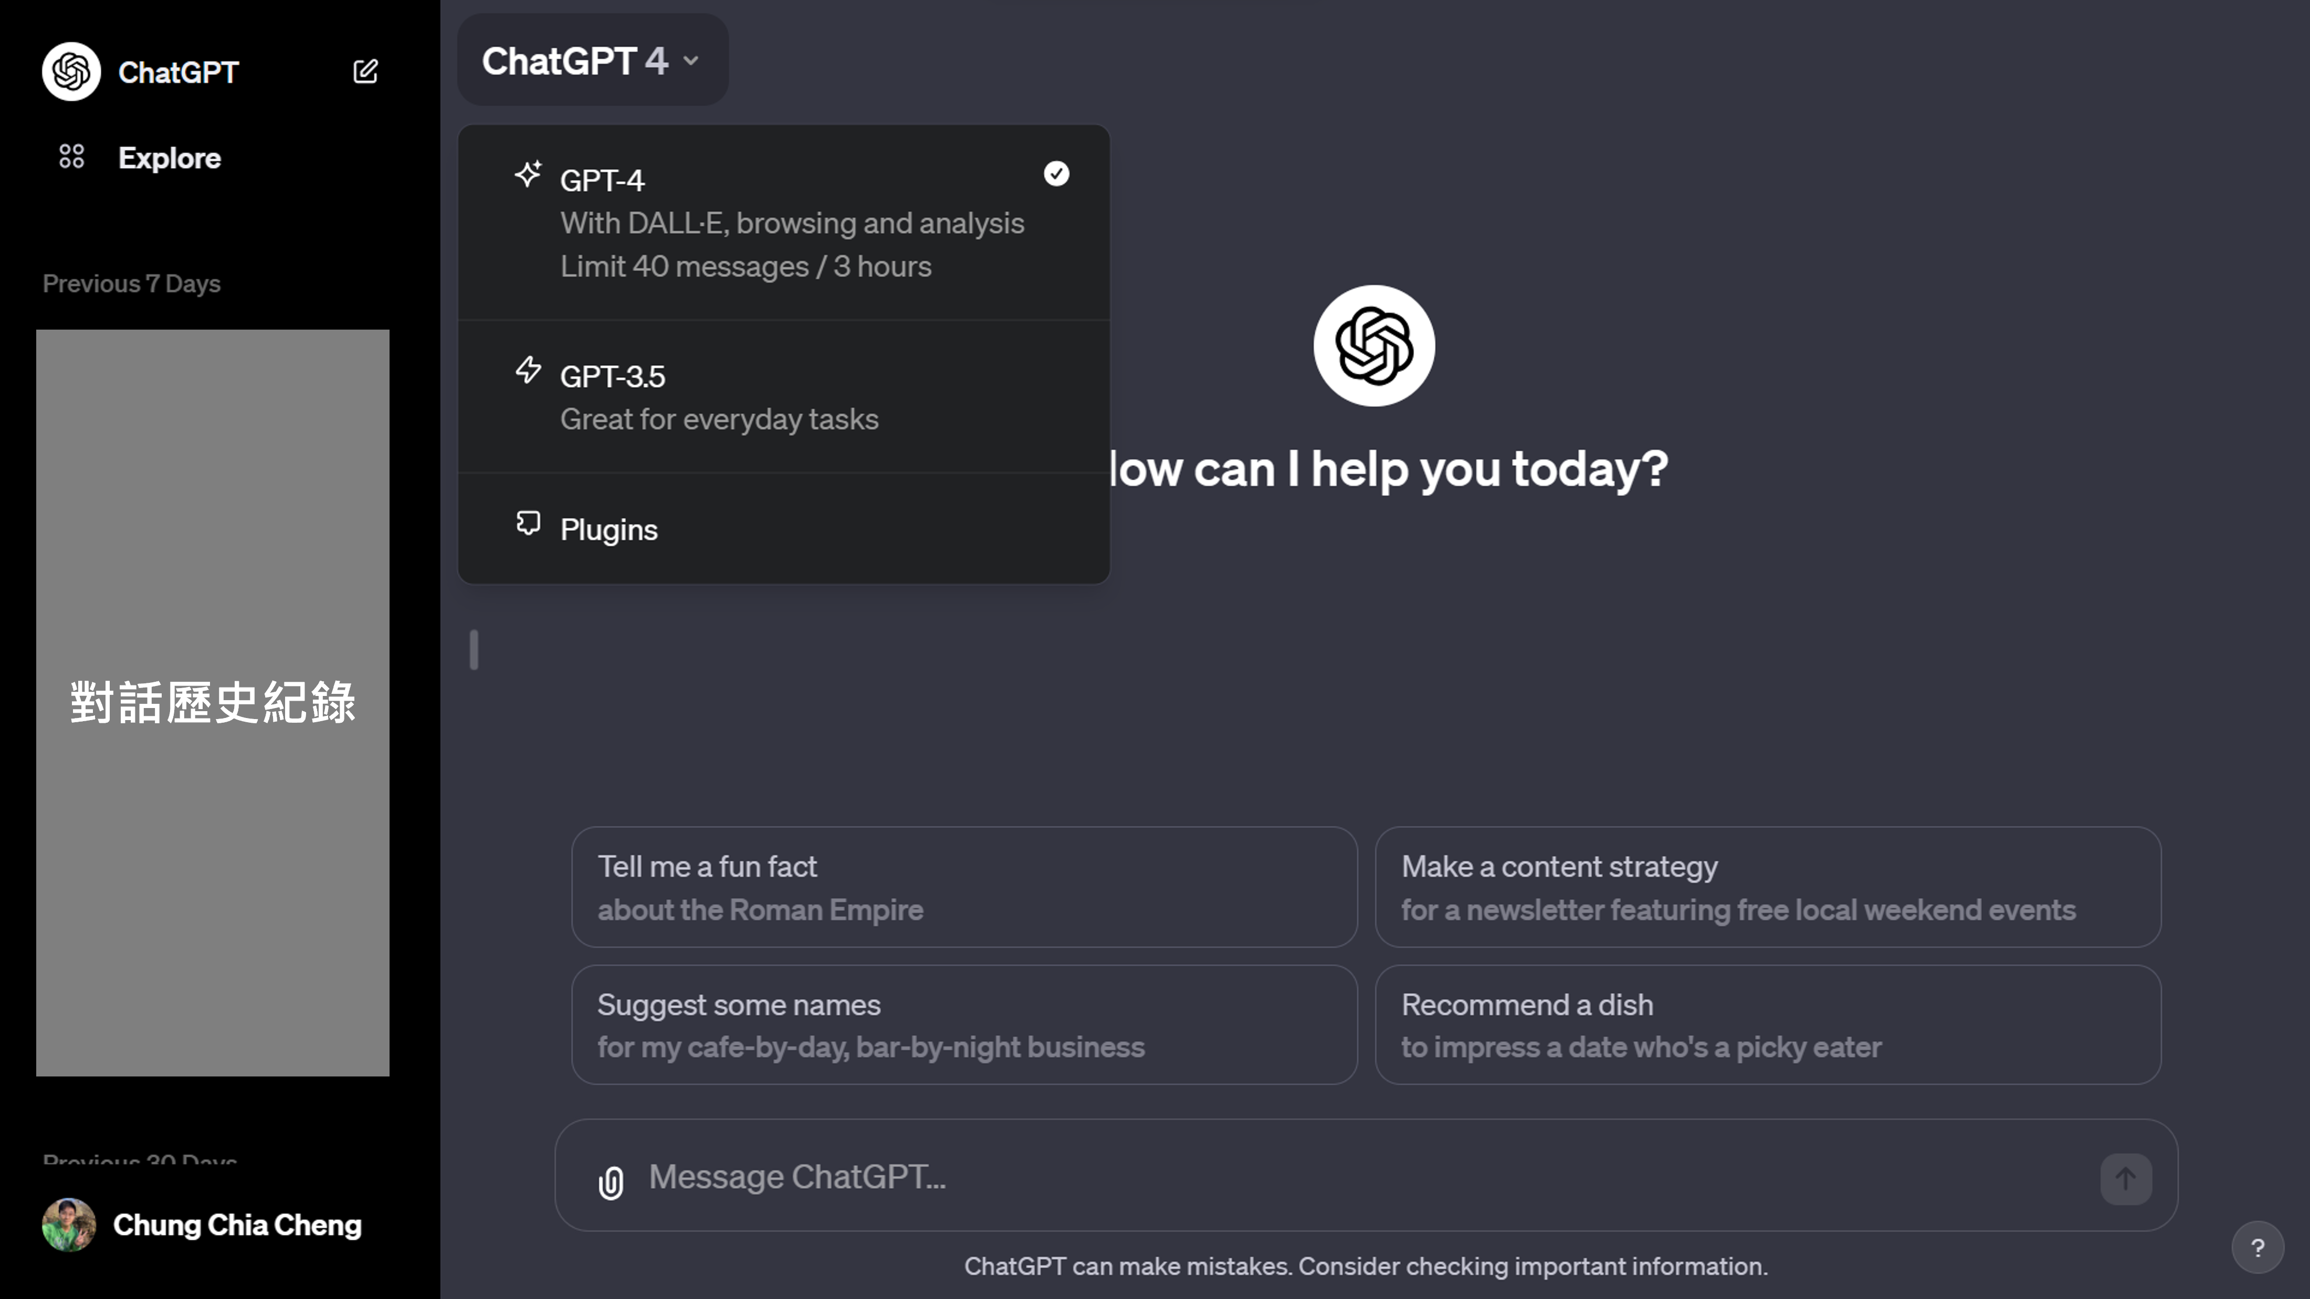 ChatGPT
Explore
Previous 7 Days
對話歷史紀錄
Previous 30 Days
Chung Chia Cheng
ChatGPT 4
GPT-4
With DALL·E, browsing and analysis
Limit 40 messages / 3 hours
GPT-3.5
Great for everyday tasks
Plugins
ow can I help you today?
Tell me a fun fact
about the Roman Empire
Make a content strategy
for a newsletter featuring free local weekend events
Suggest some names
for my cafe-by-day, bar-by-night business
Recommend a dish
to impress a date who's a picky eater
Message ChatGPT...
ChatGPT can make mistakes. Consider checking important information.
?